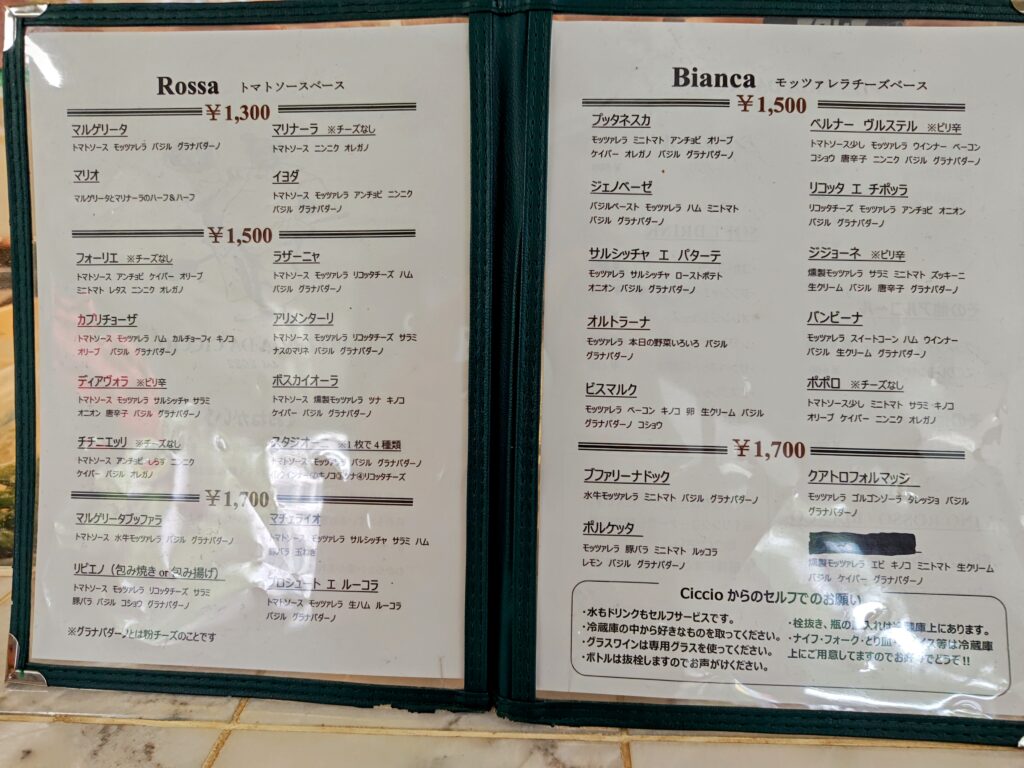 Rossa トマトソースベース
¥1,300
マルゲリータ
トマトソース モッツァレラ バジル グラナパダーノ
マリナーラ ※チーズなし
トマトソース ニンニク オレガノ
マリオ
マルゲリータとマリナーラのハーフ&ハーフ
イヨダ
トマトソース モッツァレラ アンチョビ ニンニク
バジル グラナパダーノ
¥1,500
フォーリエ ※チーズなし
トマトソース アンチョビ ケイパー オリーブ
ミニトマト レタス ニンニク オレガノ
ラザーニャ
トマトソース モッツァレラ リコッタチーズ ハム
バジル グラナパダーノ
カプリチョーザ
トマトソース モッツァレラ ハム カルチョーフィ キノコ
オリーブ バジル グラナパダーノ
アリメンターリ
トマトソース モッツァレラ リコッタチーズ サラミ
ナスのマリネ バジル グラナパダーノ
ディアヴォラ ※ピリ辛
トマトソース モッツァレラ サルシッチャ サラミ
オニオン 唐辛子 バジル グラナパダーノ
ボスカイオーラ
トマトソース 燻製モッツァレラ ツナ キノコ
ケイパー バジル グラナパダーノ
チチニエッリ ※チーズなし
トマトソース アンチョビ しらす ニンニク
ケイパー バジル オレガノ
スタジオーニ ※1枚で4種類
トマトソース モッツァレラ バジル グラナパダーノ
④リコッタチーズ
¥1,700
マルゲリータブッファラ
トマトソース 水牛モッツァレラ バジル グラナパダーノ
トマトソース モッツァレラ サルシッチャ サラミ ハム
豚バラ 玉ねぎ
リピエノ（包み焼き or 包み揚げ）
トマトソース モッツァレラ リコッタチーズ サラミ
豚バラ バジル コショウ グラナパダーノ
プロシュート エ ルーコラ
トマトソース モッツァレラ 生ハム ルーコラ
バジル グラナパダーノ
※グラナパダーノとは粉チーズのことです
Bianca モッツァレラチーズベース
¥1,500
プッタネスカ
モッツァレラ ミニトマト アンチョビ オリーブ
ケイパー オレガノ バジル グラナパダーノ
ベルナー ヴルステル ※ピリ辛
トマトソース少し モッツァレラ ウインナー ベーコン
コショウ 唐辛子 ニンニク バジル グラナパダーノ
ジェノベーゼ
バジルペースト モッツァレラ ハム ミニトマト
バジル グラナパダーノ
リコッタ エ チポッラ
リコッタチーズ モッツァレラ アンチョビ オニオン
バジル グラナパダーノ
サルシッチャ エ パターテ
モッツァレラ サルシッチャ ローストポテト
オニオン バジル グラナパダーノ
ジジョーネ ※ピリ辛
燻製モッツァレラ サラミ ミニトマト ズッキーニ
生クリーム バジル 唐辛子 グラナパダーノ
オルトラーナ
モッツァレラ 本日の野菜いろいろ バジル
グラナパダーノ
バンビーナ
モッツァレラ スイートコーン ハム ウインナー
バジル 生クリーム グラナパダーノ
ビスマルク
モッツァレラ ベーコン キノコ 卵 生クリーム バジル
グラナパダーノ コショウ
ポポロ ※チーズなし
トマトソース少し ミニトマト サラミ キノコ
オリーブ ケイパー ニンニク オレガノ
¥1,700
ブファリーナドック
水牛モッツァレラ ミニトマト バジル グラナパダーノ
クアトロフォルマッジ
モッツァレラ ゴルゴンゾーラ タレッジョ バジル
グラナパダーノ
ポルケッタ
モッツァレラ 豚バラ ミニトマト ルッコラ
レモン バジル グラナパダーノ
燻製モッツァレラ エビ キノコ ミニトマト 生クリーム
バジル ケイパー グラナパダーノ
Ciccio からのセルフでのお願い
・水もドリンクもセルフサービスです。
・冷蔵庫の中から好きなものを取ってください。
・グラスワインは専用グラスを使ってください。
・ボトルは抜栓しますのでお声がけください。
・栓抜き、瓶の 入れは 庫上にあります。
・ナイフ・フォーク・とり皿 ス等は冷蔵庫
上にご用意してますのでお どうぞ!!